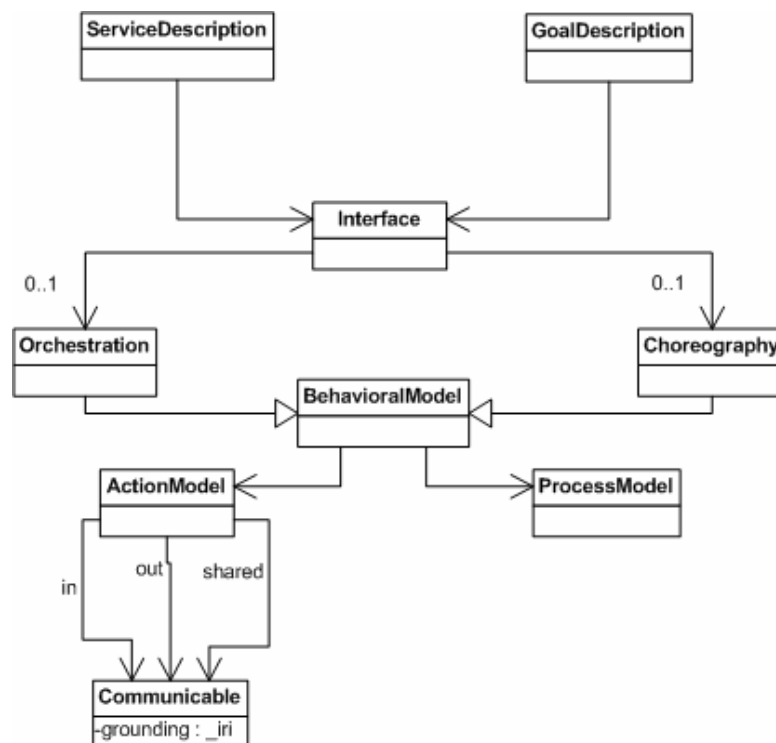 ServiceDescription
GoalDescription
Interface
0..1
0..1
Orchestration
Choreography
BehavioralModel
ActionModel
ProcessModel
in
out
shared
Communicable
-grounding : _iri